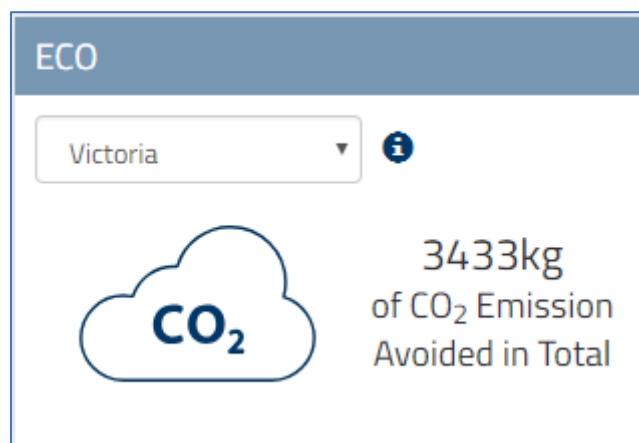 ECO
Victoria
CO₂
3433kg
of CO₂ Emission
Avoided in Total